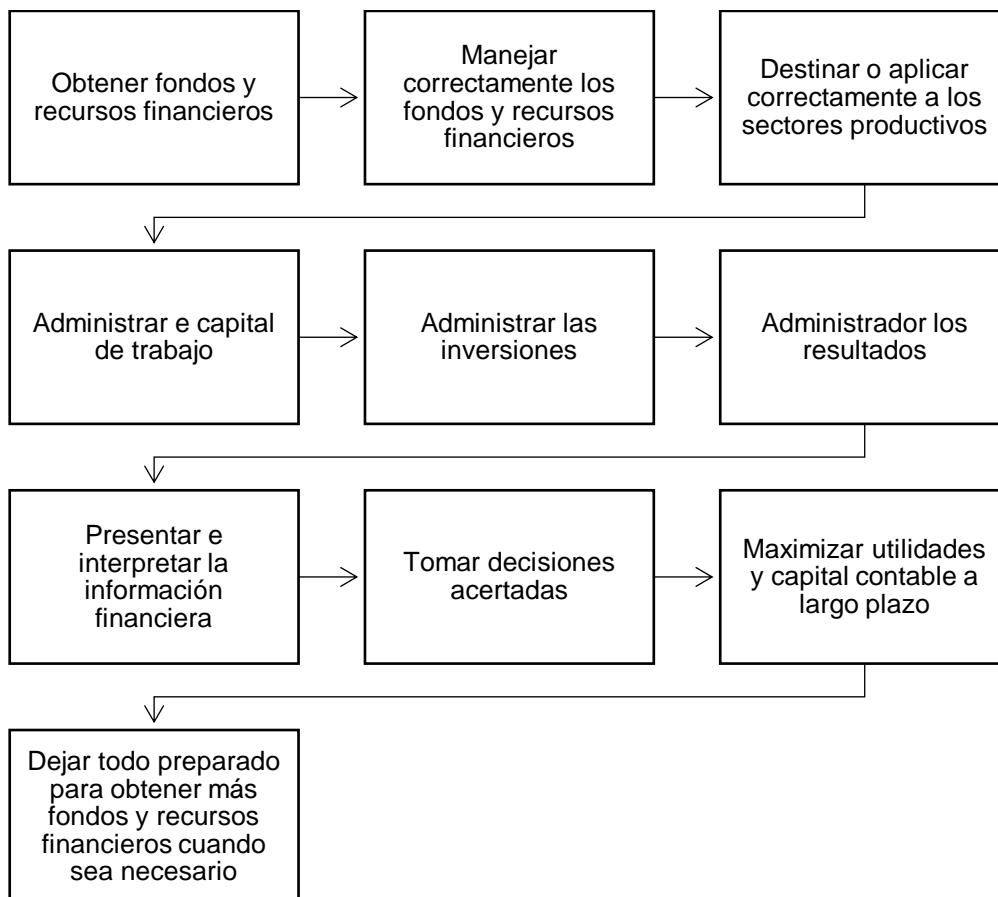 Obtener fondos y
recursos financieros
Manejar
correctamente los
fondos y recursos
financieros
Destinar o aplicar
correctamente a los
sectores productivos
Administrar e capital
de trabajo
Administrar las
inversiones
Administrador los
resultados
Presentar e
interpretar la
información
financiera
Tomar decisiones
acertadas
Maximizar utilidades
y capital contable a
largo plazo
Dejar todo preparado
para obtener más
fondos y recursos
financieros cuando
sea necesario